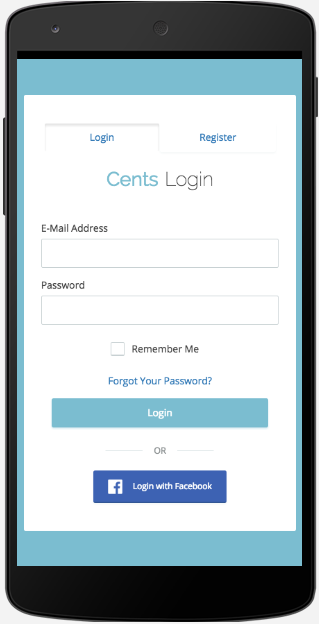 Login Register
Cents Login
E-Mail Address
Password
Remember Me
Forgot Your Password?
Login
OR
Login with Facebook